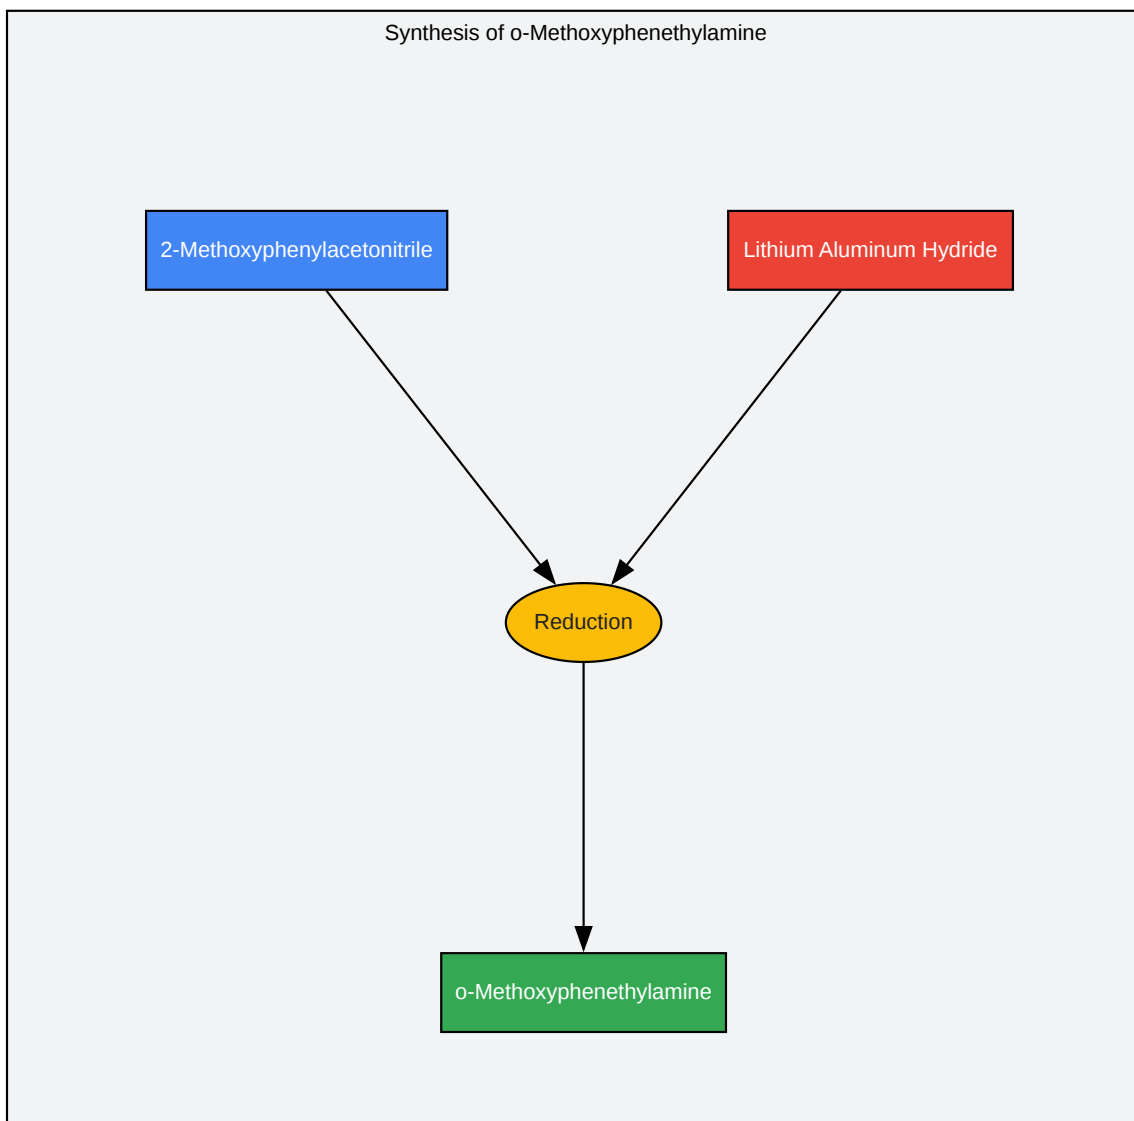 Synthesis of o-Methoxyphenethylamine
2-Methoxyphenylacetonitrile
Lithium Aluminum Hydride
Reduction
o-Methoxyphenethylamine